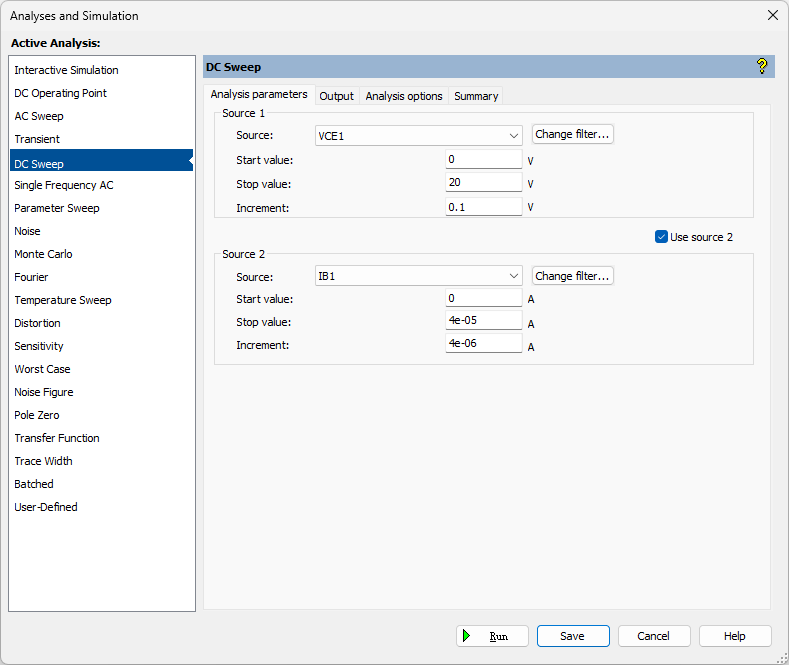 Analyses and Simulation
Active Analysis:
Interactive Simulation
DC Operating Point
AC Sweep
Transient
DC Sweep
Single Frequency AC
Parameter Sweep
Noise
Monte Carlo
Fourier
Temperature Sweep
Distortion
Sensitivity
Worst Case
Noise Figure
Pole Zero
Transfer Function
Trace Width
Batched
User-Defined
DC Sweep
?
Analysis parameters Output Analysis options Summary
Source 1
Source: VCE1 Change filter...
Start value: 0 V
Stop value: 20 V
Increment: 0.1 V
Use source 2
Source 2
Source: IB1 Change filter...
Start value: 0 A
Stop value: 4e-05 A
Increment: 4e-06 A
Run Save Cancel Help